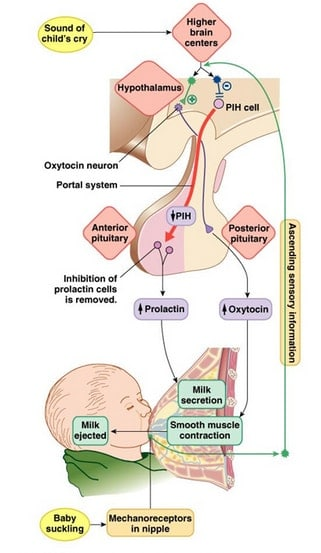 Sound of
child's cry
Higher
brain
centers
Hypothalamus
PIH cell
Oxytocin neuron
Portal system
PIH
Anterior
pituitary
Posterior
pituitary
Inhibition of
prolactin cells
is removed.
Prolactin
Oxytocin
Ascending sensory information
Milk
secretion
Milk
ejected
Smooth muscle
contraction
Baby
suckling
Mechanoreceptors
in nipple